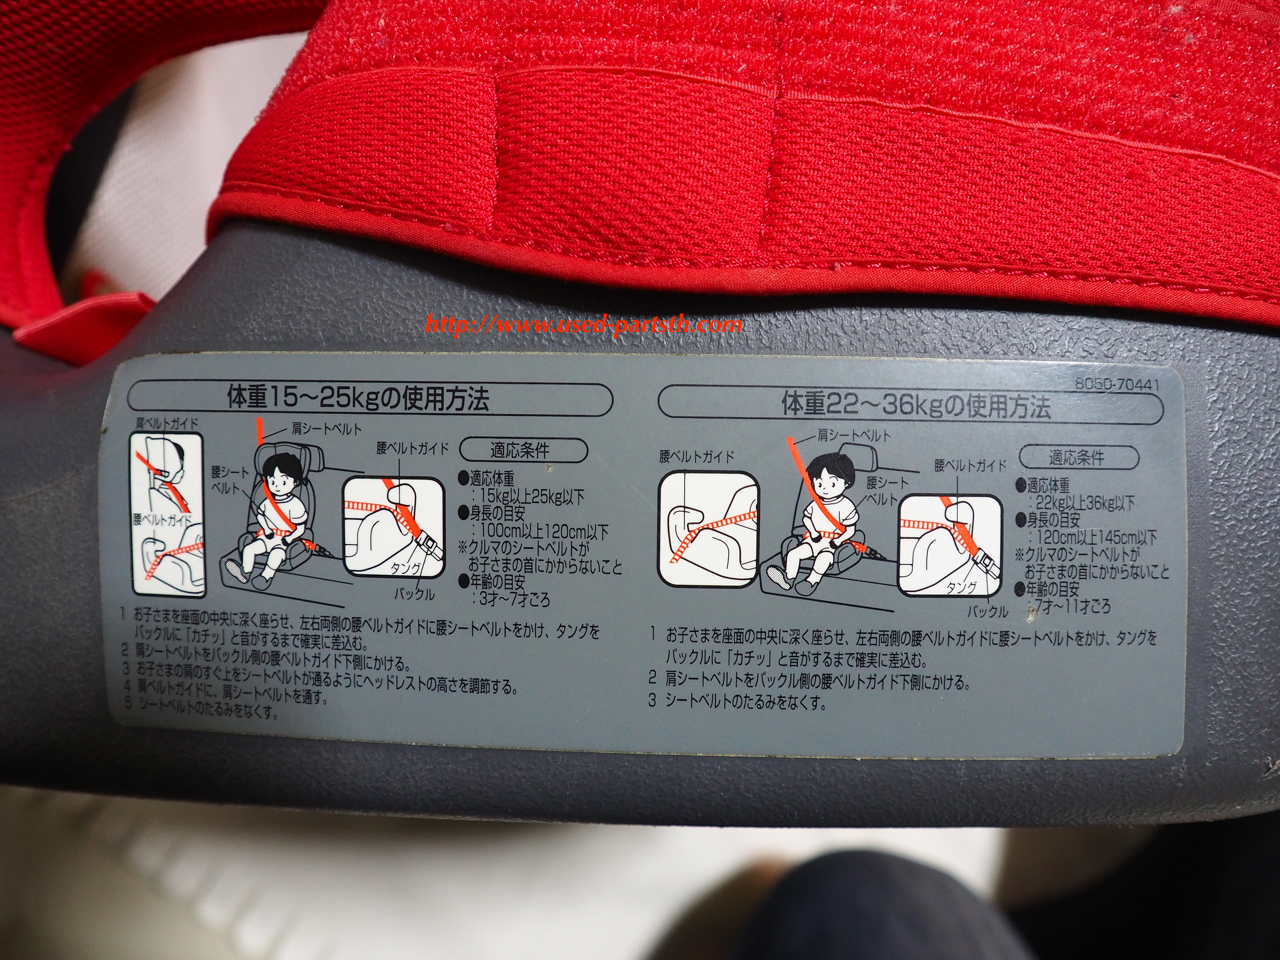 http://www.used-partsth.com
体重15〜25kgの使用方法
肩ベルトガイド
肩シートベルト
腰シート
ベルト
腰ベルトガイド
腰ベルトガイド
タング
バックル
適応条件
●適応体重
：15kg以上25kg以下
●身長の目安
：100cm以上120cm以下
※クルマのシートベルトが
お子さまの首にかからないこと
●年齢の目安
：3才〜7才ごろ
1 お子さまを座面の中央に深く座らせ、左右両側の腰ベルトガイドに腰シートベルトをかけ、タングを
バックルに「カチッ」と音がするまで確実に差込む。
2 肩シートベルトをバックル側の腰ベルトガイド下側にかける。
3 お子さまの肩のすぐ上をシートベルトが通るようにヘッドレストの高さを調節する。
4 肩ベルトガイドに、肩シートベルトを通す。
5 シートベルトのたるみをなくす。
8050-70441
体重22〜36kgの使用方法
腰ベルトガイド
肩シートベルト
腰シート
ベルト
腰ベルトガイド
タング
バックル
適応条件
●適応体重
：22kg以上36kg以下
●身長の目安
：120cm以上145cm以下
※クルマのシートベルトが
お子さまの首にかからないこと
●年齢の目安
：7才〜11才ごろ
1 お子さまを座面の中央に深く座らせ、左右両側の腰ベルトガイドに腰シートベルトをかけ、タングを
バックルに「カチッ」と音がするまで確実に差込む。
2 肩シートベルトをバックル側の腰ベルトガイド下側にかける。
3 シートベルトのたるみをなくす。